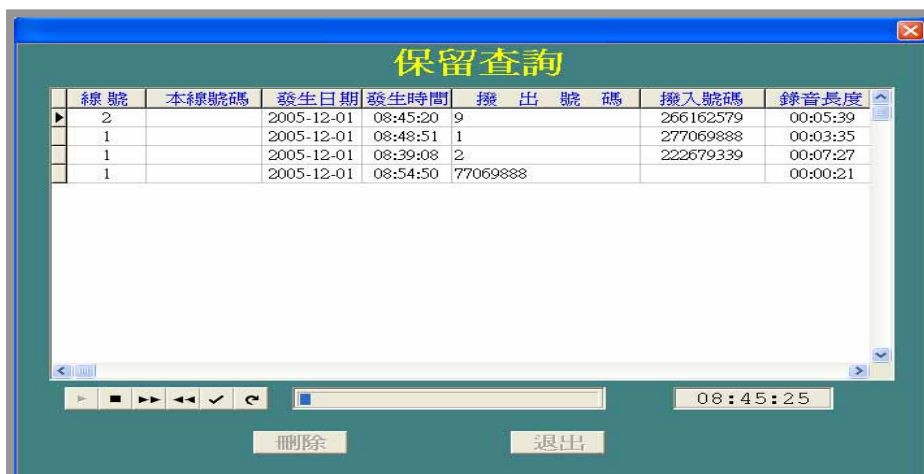 保留查詢
線 號 本線號碼 發生日期 發生時間 撥 出 號 碼 撥入號碼 錄音長度
2 2005-12-01 08:45:20 9 266162579 00:05:39
1 2005-12-01 08:48:51 1 277069888 00:03:35
1 2005-12-01 08:39:08 2 222679339 00:07:27
1 2005-12-01 08:54:50 77069888 00:00:21
08:45:25
刪除 退出